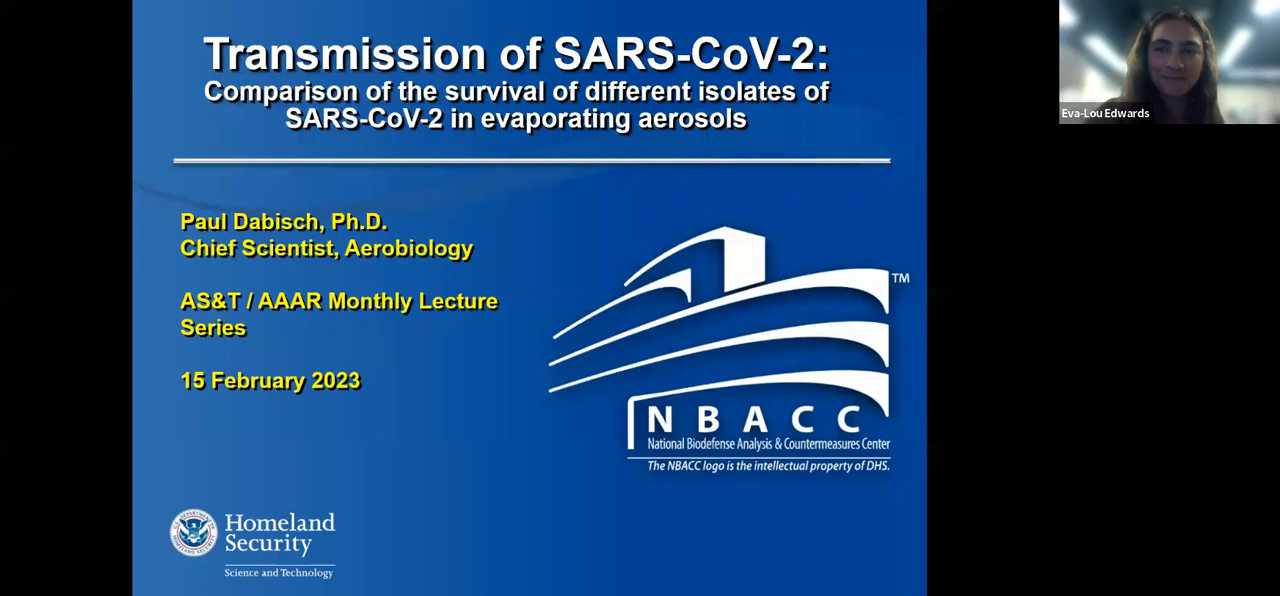 Transmission of SARS-CoV-2:
Comparison of the survival of different isolates of
SARS-CoV-2 in evaporating aerosols
Paul Dabisch, Ph.D.
Chief Scientist, Aerobiology
AS&T / AAAR Monthly Lecture
Series
15 February 2023
TM
NBACC
National Biodefense Analysis & Countermeasures Center
The NBACC logo is the intellectual property of DHS.
Homeland
Security
Science and Technology
Eva-Lou Edwards